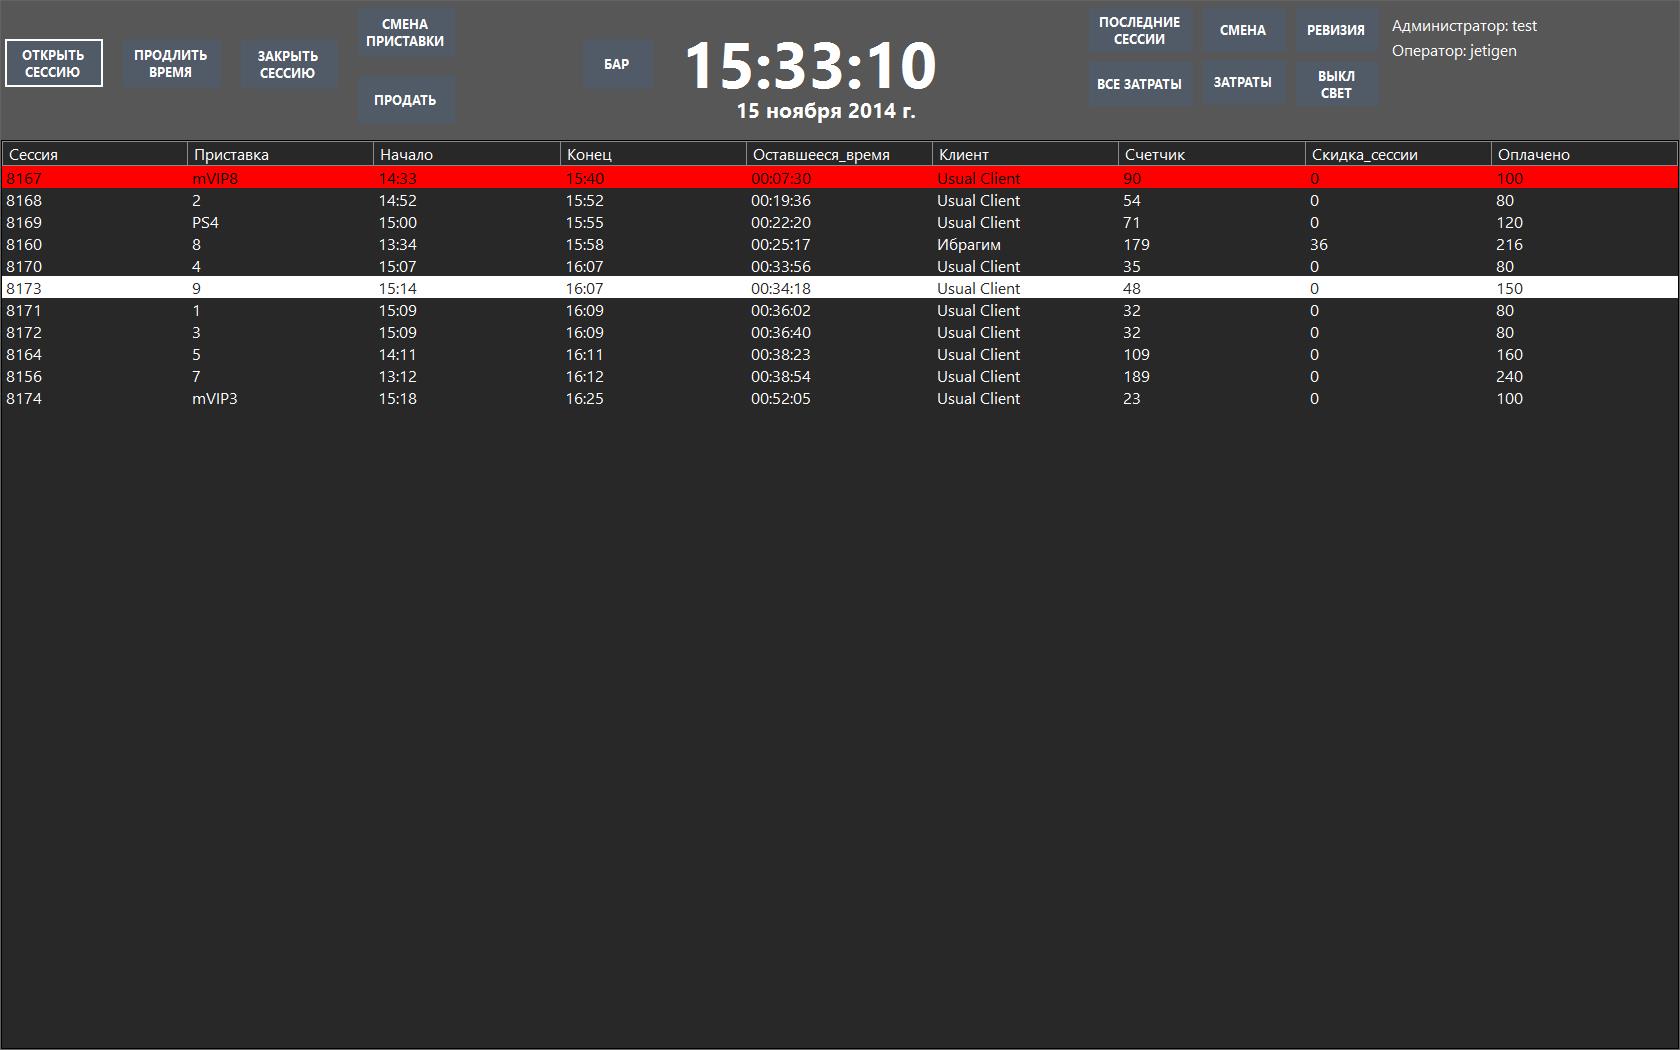 ОТКРЫТЬ
СЕССИЮ
ПРОДЛИТЬ
ВРЕМЯ
ЗАКРЫТЬ
СЕССИЮ
СМЕНА
ПРИСТАВКИ
ПРОДАТЬ
БАР
15:33:10
15 ноября 2014 г.
ПОСЛЕДНИЕ
СЕССИИ
СМЕНА
РЕВИЗИЯ
ВСЕ ЗАТРАТЫ
ЗАТРАТЫ
ВЫКЛ
СВЕТ
Администратор: test
Оператор: jetigen
Сессия Приставка Начало Конец Оставшееся_время Клиент Счетчик Скидка_сессии Оплачено
8167 mVIP8 14:33 15:40 00:07:30 Usual Client 90 0 100
8168 2 14:52 15:52 00:19:36 Usual Client 54 0 80
8169 PS4 15:00 15:55 00:22:20 Usual Client 71 0 120
8160 8 13:34 15:58 00:25:17 Ибрагим 179 36 216
8170 4 15:07 16:07 00:33:56 Usual Client 35 0 80
8173 9 15:14 16:07 00:34:18 Usual Client 48 0 150
8171 1 15:09 16:09 00:36:02 Usual Client 32 0 80
8172 3 15:09 16:09 00:36:40 Usual Client 32 0 80
8164 5 14:11 16:11 00:38:23 Usual Client 109 0 160
8156 7 13:12 16:12 00:38:54 Usual Client 189 0 240
8174 mVIP3 15:18 16:25 00:52:05 Usual Client 23 0 100